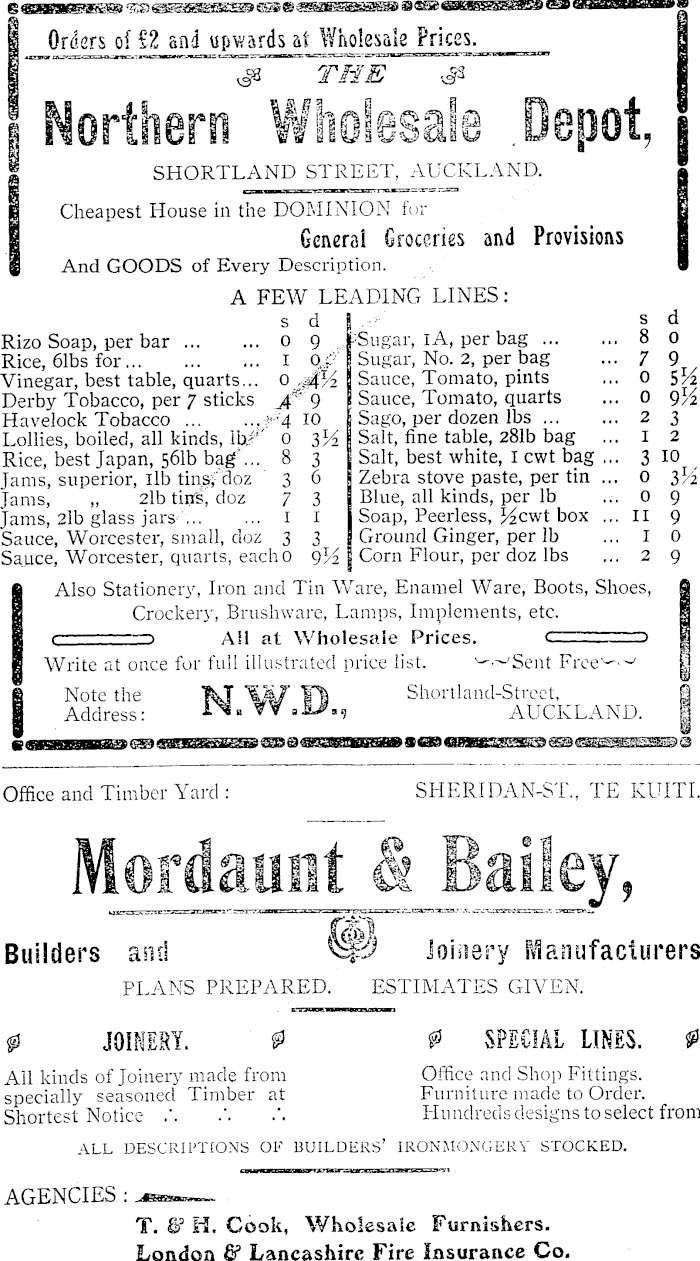 Orders of £2 and upwards at Wholesale Prices.
THE
Northern Wholesale Depot,
SHORTLAND STREET, AUCKLAND.
Cheapest House in the DOMINION for
General Groceries and Provisions
And GOODS of Every Description.
A FEW LEADING LINES:
s d
Rizo Soap, per bar ... ... 0 9
Rice, 6lbs for... ... ... 1 0
Vinegar, best table, quarts... 0 4½
Derby Tobacco, per 7 sticks 4 9
Havelock Tobacco ... ... 4 10
Lollies, boiled, all kinds, lb 0 3½
Rice, best Japan, 56lb bag ... 8 3
Jams, superior, 1lb tins, doz 3 6
Jams, „ 2lb tins, doz 7 3
Jams, 2lb glass jars ... ... 1 1
Sauce, Worcester, small, doz 3 3
Sauce, Worcester, quarts, each 0 9½
s d
Sugar, 1A, per bag ... ... 8 0
Sugar, No. 2, per bag ... 7 9
Sauce, Tomato, pints ... 0 5½
Sauce, Tomato, quarts ... 0 9½
Sago, per dozen lbs ... ... 2 3
Salt, fine table, 28lb bag ... 1 2
Salt, best white, 1 cwt bag ... 3 10
Zebra stove paste, per tin ... 0 3½
Blue, all kinds, per lb ... 0 9
Soap, Peerless, ½cwt box ... 11 9
Ground Ginger, per lb ... 1 0
Corn Flour, per doz lbs ... 2 9
Also Stationery, Iron and Tin Ware, Enamel Ware, Boots, Shoes,
Crockery, Brushware, Lamps, Implements, etc.
All at Wholesale Prices.
Write at once for full illustrated price list. Sent Free
Note the
Address:
N.W.D.,
Shortland-Street,
AUCKLAND.
Office and Timber Yard: SHERIDAN-ST., TE KUITI.
Mordaunt & Bailey,
Builders and Joinery Manufacturers
PLANS PREPARED. ESTIMATES GIVEN.
JOINERY.
All kinds of Joinery made from
specially seasoned Timber at
Shortest Notice ∴ ∴ ∴
SPECIAL LINES.
Office and Shop Fittings.
Furniture made to Order.
Hundreds designs to select from
ALL DESCRIPTIONS OF BUILDERS' IRONMONGERY STOCKED.
AGENCIES:
T. & H. Cook, Wholesale Furnishers.
London & Lancashire Fire Insurance Co.